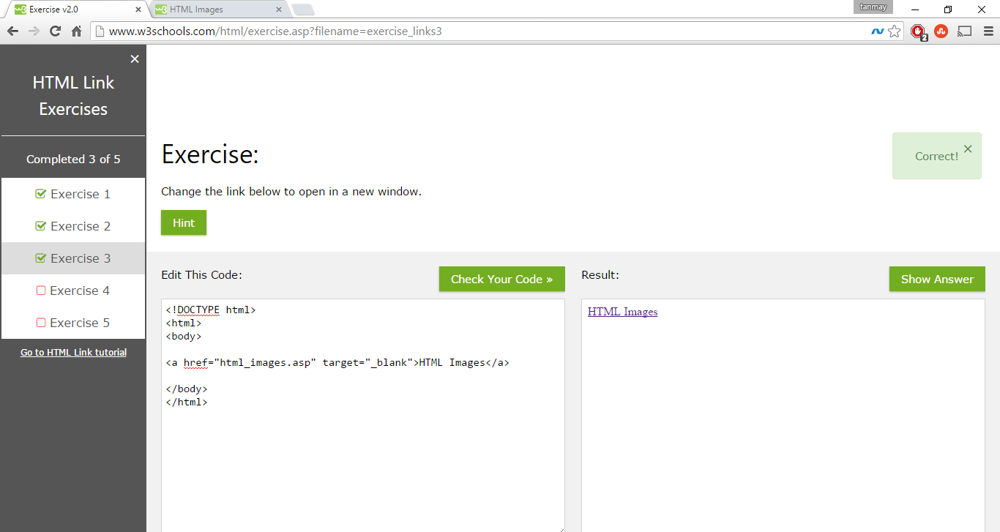 Exercise v2.0
HTML Images
tanmay
www.w3schools.com/html/exercise.asp?filename=exercise_links3
2
HTML Link
Exercises
Completed 3 of 5
Exercise 1
Exercise 2
Exercise 3
Exercise 4
Exercise 5
Go to HTML Link tutorial
Exercise:
Correct!
Change the link below to open in a new window.
Hint
Edit This Code:
Check Your Code »
<!DOCTYPE html>
<html>
<body>
<a href="html_images.asp" target="_blank">HTML Images</a>
</body>
</html>
Result:
Show Answer
HTML Images